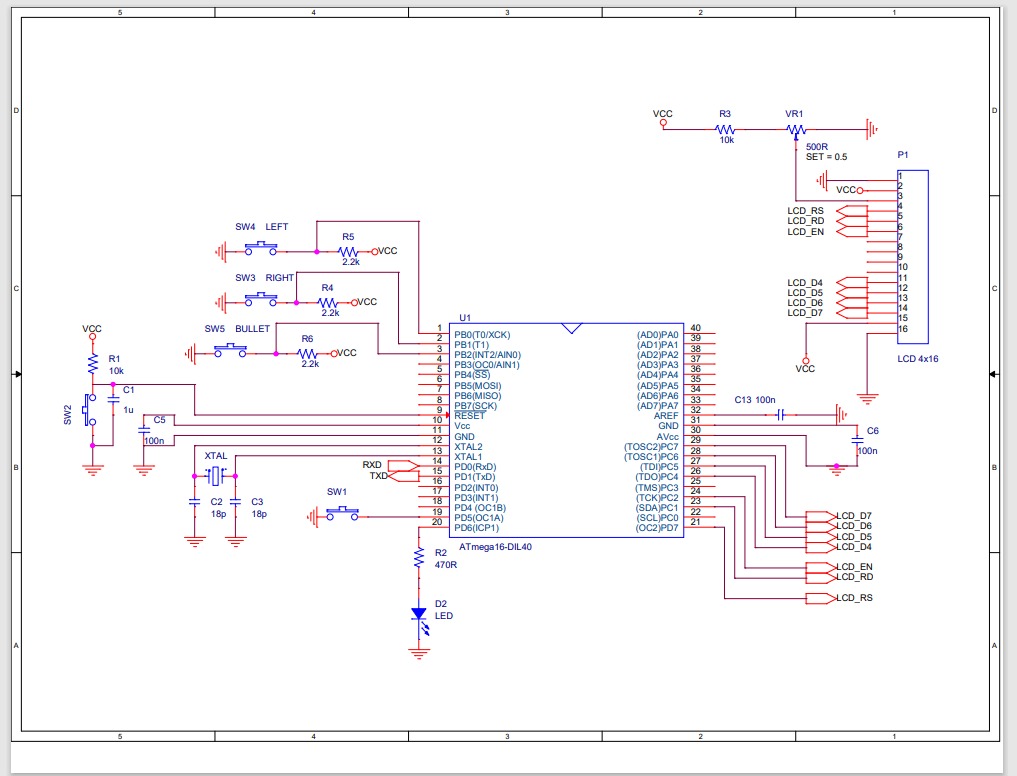 5 4 3 2 1
D D
VCC R3 VR1
10k
500R
SET = 0.5
P1
1
VCC 2
3
LCD_RS 4
LCD_RD 5
LCD_EN 6
7
8
9
10
LCD_D4 11
LCD_D5 12
LCD_D6 13
LCD_D7 14
15
16
VCC
LCD 4x16
SW4 LEFT
R5
VCC
2.2k
SW3 RIGHT
R4
VCC
2.2k
SW5 BULLET
R6
VCC
2.2k
C C
VCC
R1
10k
SW2
C1
1u
C5
100n
XTAL
C2
18p
C3
18p
RXD
TXD
SW1
U1
1 PB0(T0/XCK) (AD0)PA0 40
2 PB1(T1) (AD1)PA1 39
3 PB2(INT2/AIN0) (AD2)PA2 38
4 PB3(OC0/AIN1) (AD3)PA3 37
5 PB4(SS) (AD4)PA4 36
6 PB5(MOSI) (AD5)PA5 35
7 PB6(MISO) (AD6)PA6 34
8 PB7(SCK) (AD7)PA7 33
9 RESET AREF 32
10 Vcc GND 31
11 GND AVcc 30
12 XTAL2 (TOSC2)PC7 29
13 XTAL1 (TOSC1)PC6 28
14 PD0(RxD) (TDI)PC5 27
15 PD1(TxD) (TDO)PC4 26
16 PD2(INT0) (TMS)PC3 25
17 PD3(INT1) (TCK)PC2 24
18 PD4 (OC1B) (SDA)PC1 23
19 PD5(OC1A) (SCL)PC0 22
20 PD6(ICP1) (OC2)PD7 21
ATmega16-DIL40
C13 100n
C6
100n
B B
LCD_D7
LCD_D6
LCD_D5
LCD_D4
LCD_EN
LCD_RD
LCD_RS
R2
470R
D2
LED
A A
5 4 3 2 1